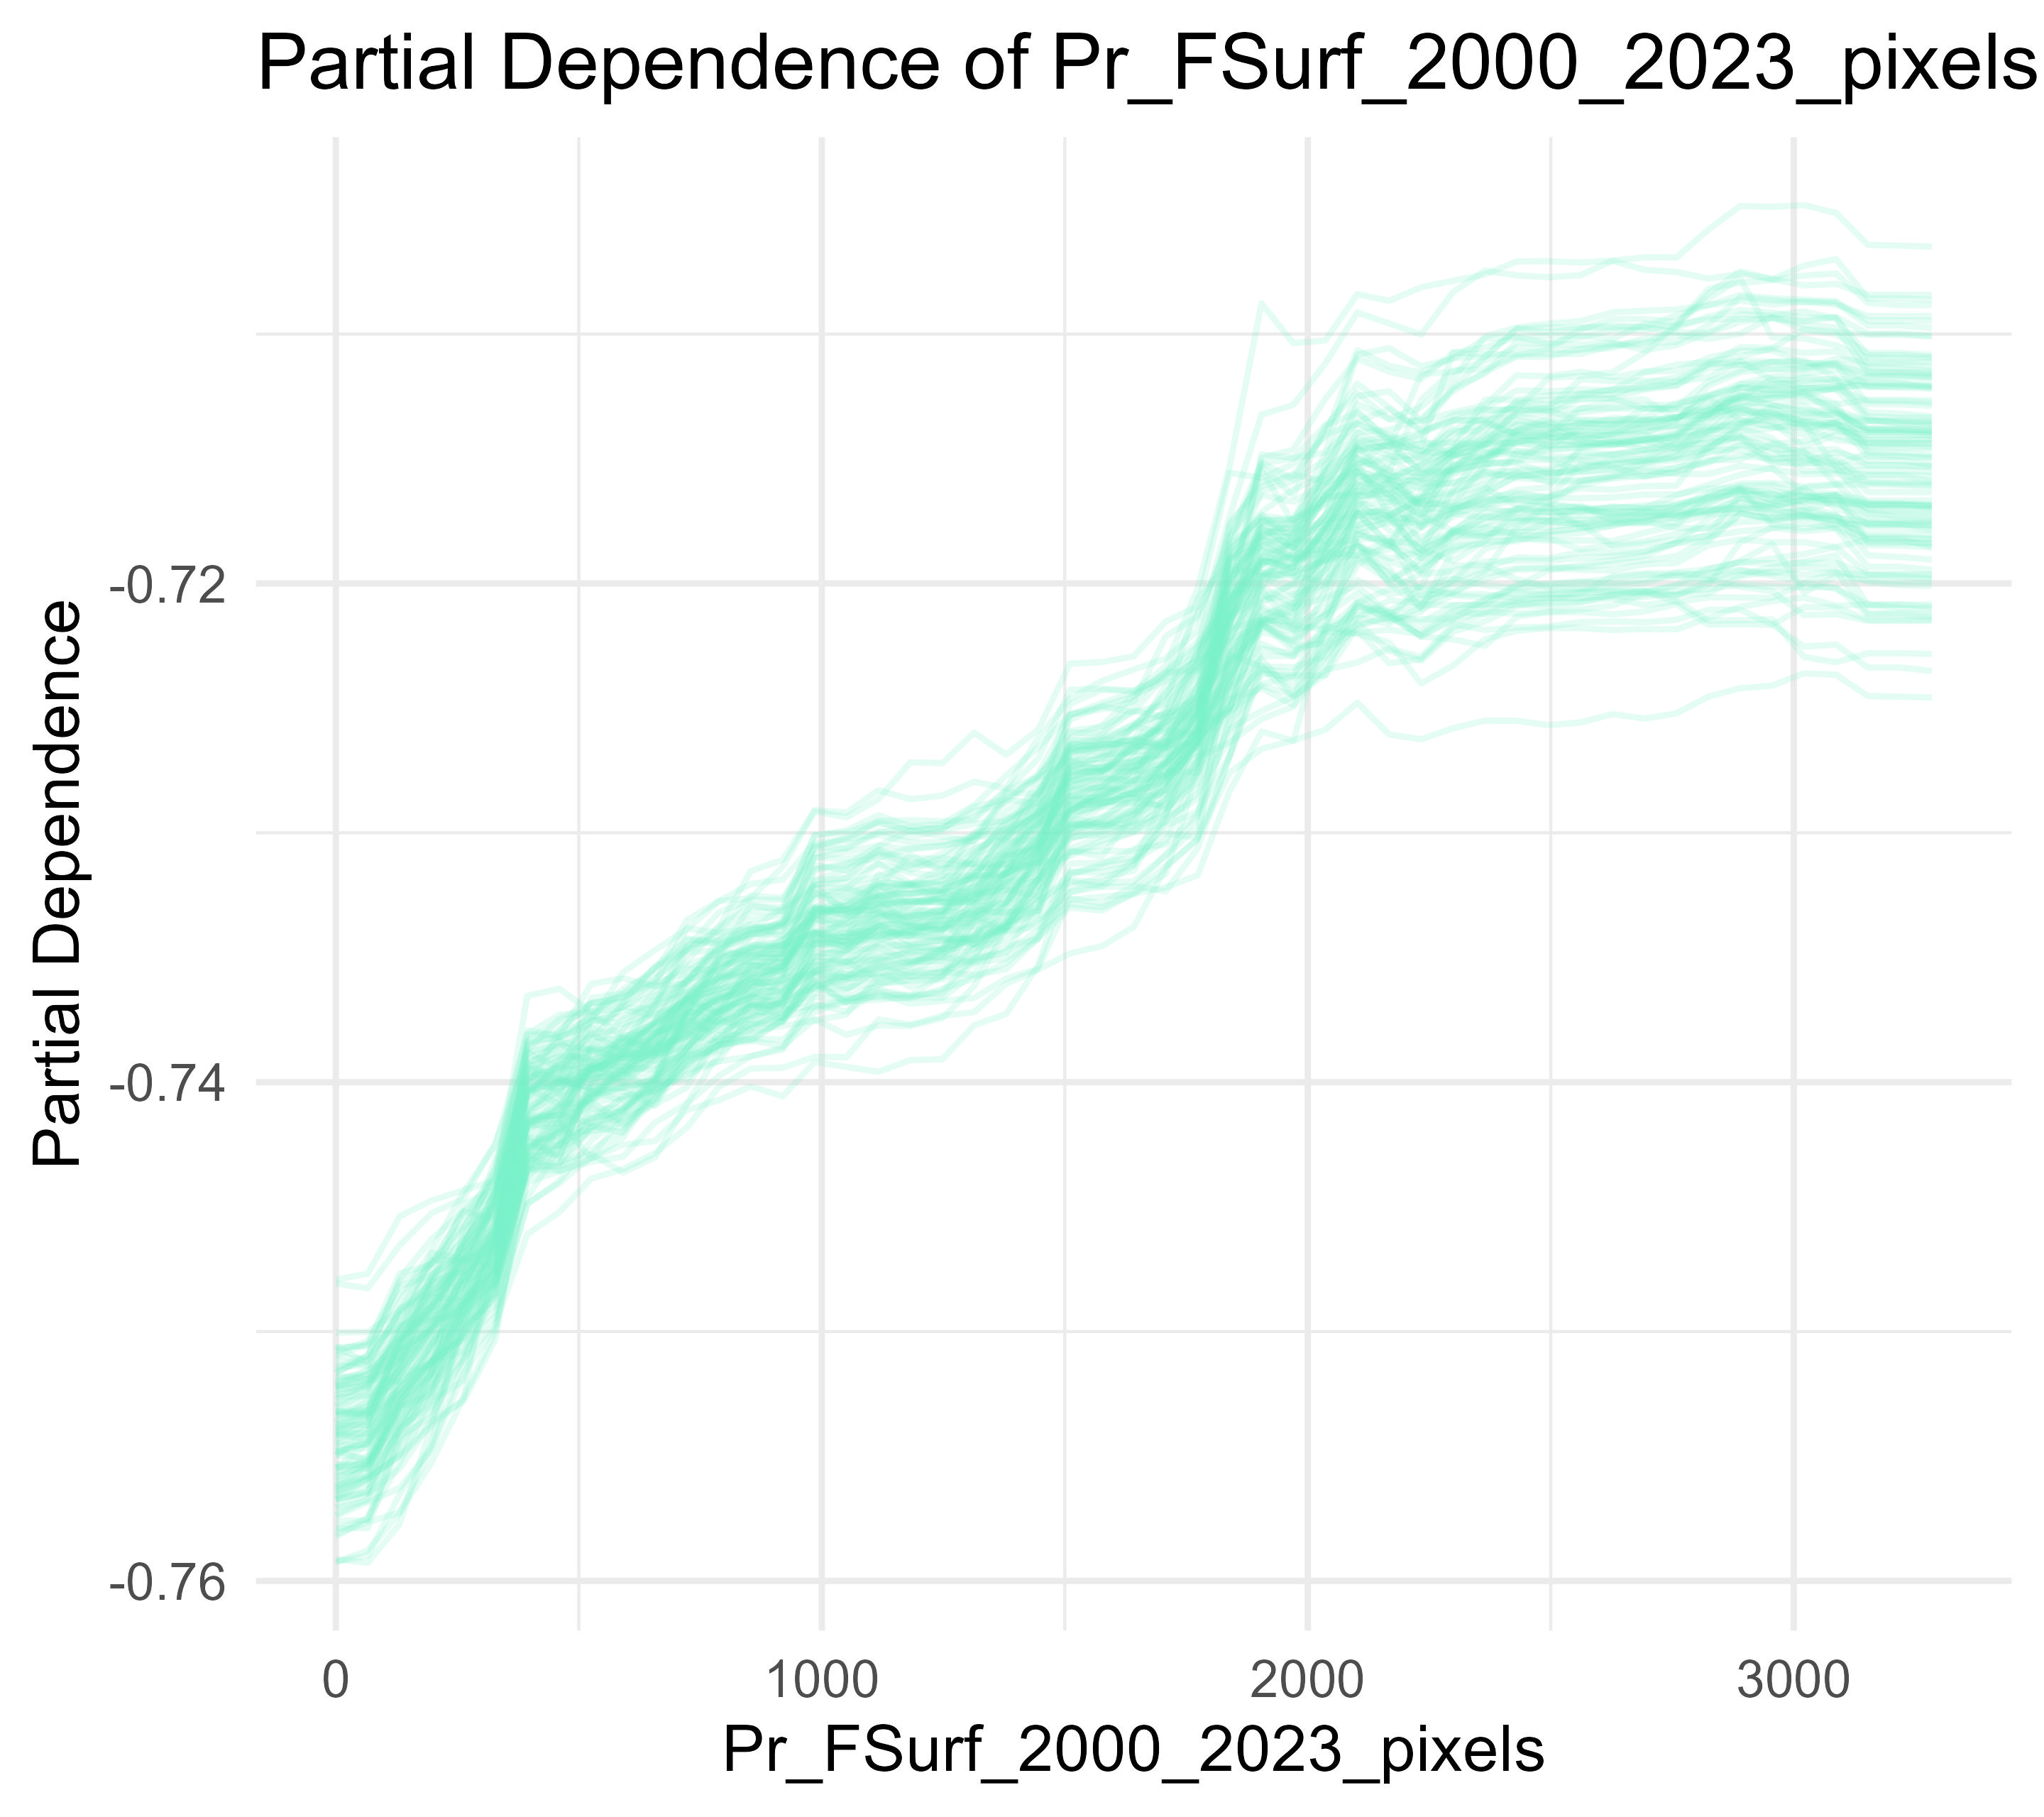 Partial Dependence of Pr_FSurf_2000_2023_pixels
Partial Dependence
-0.72
-0.74
-0.76
0 1000 2000 3000
Pr_FSurf_2000_2023_pixels